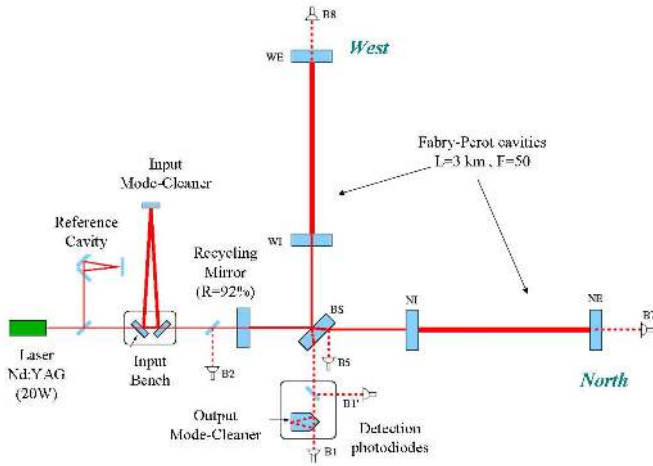 B8
WE
West
Fabry-Perot cavities
L=3 km , F=50
Input
Mode-Cleaner
Reference
Cavity
WI
Recycling
Mirror
(R=92%)
BS
NI
NE
B7
Laser
Nd:YAG
(20W)
Input
Bench
B2
B5
North
B1'
Output
Mode-Cleaner
Detection
photodiodes
B1